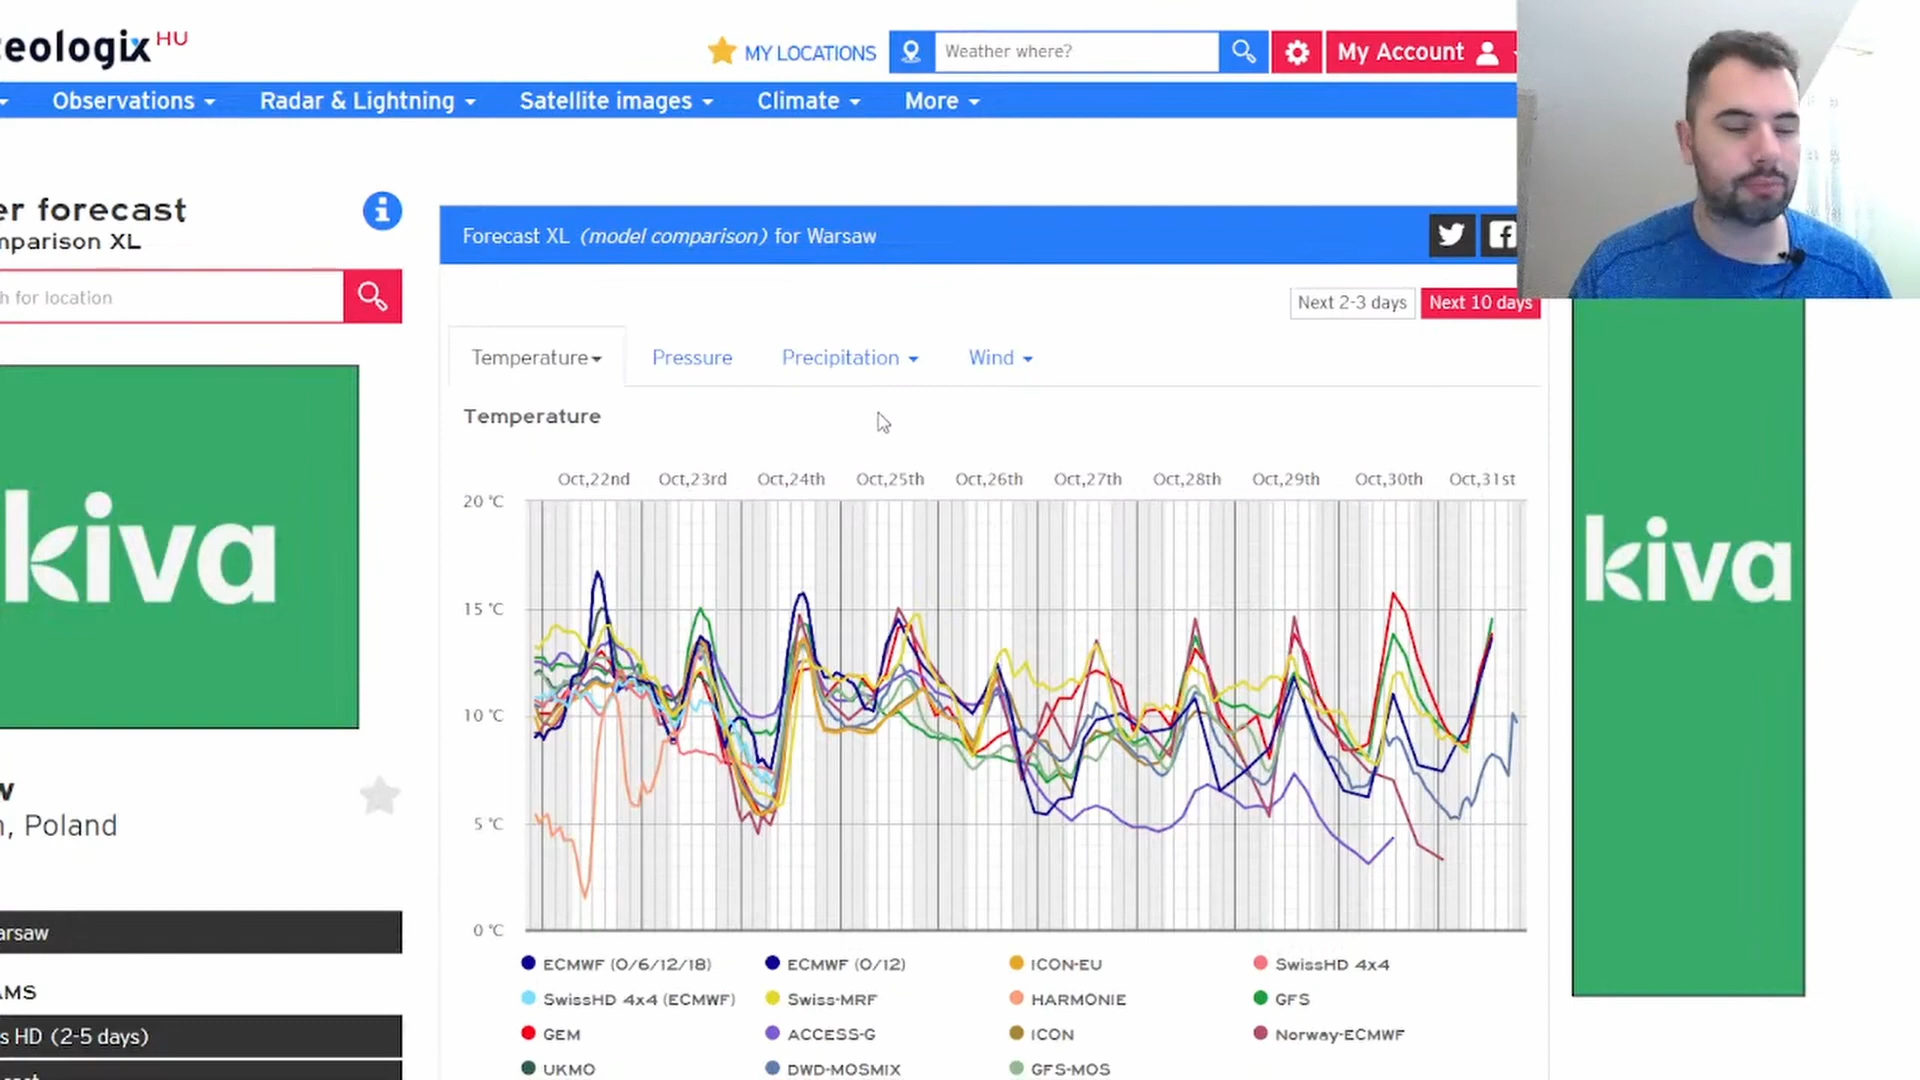 eologix HU
MY LOCATIONS
Weather where?
My Account
Observations
Radar & Lightning
Satellite images
Climate
More
er forecast
mparison XL
h for location
Forecast XL (model comparison) for Warsaw
Next 2-3 days
Next 10 days
Temperature
Pressure
Precipitation
Wind
Temperature
Oct,22nd
Oct,23rd
Oct,24th
Oct,25th
Oct,26th
Oct,27th
Oct,28th
Oct,29th
Oct,30th
Oct,31st
20 °C
15 °C
10 °C
5 °C
0 °C
kiva
kiva
w
n, Poland
arsaw
AMS
s HD (2-5 days)
ECMWF (0/6/12/18)
ECMWF (0/12)
ICON-EU
SwissHD 4x4
SwissHD 4x4 (ECMWF)
Swiss-MRF
HARMONIE
GFS
GEM
ACCESS-G
ICON
Norway-ECMWF
UKMO
DWD-MOSMIX
GFS-MOS